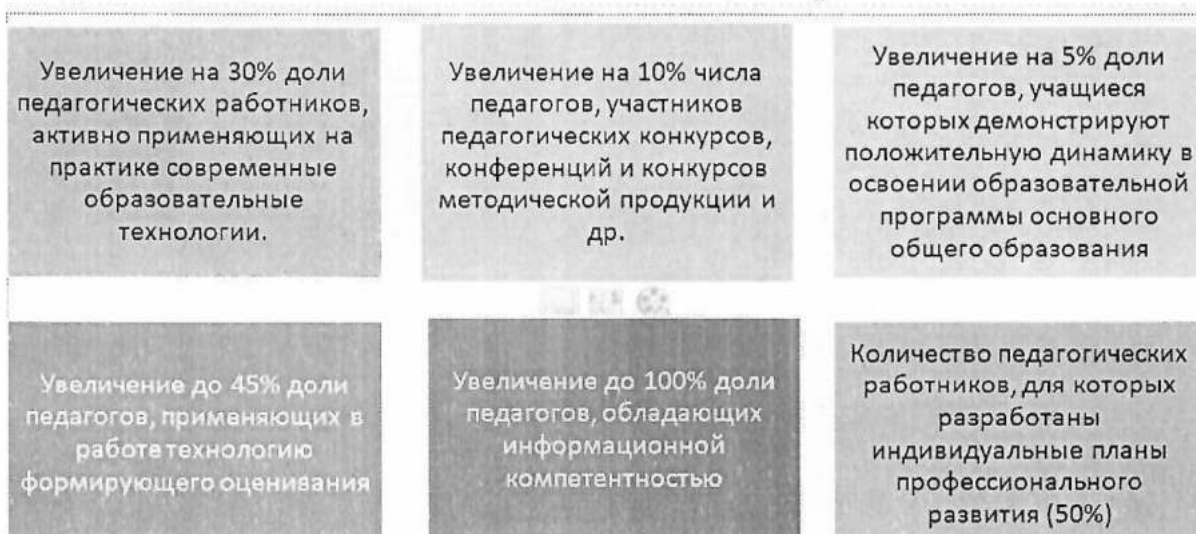 Увеличение на 30% доли
педагогических работников,
активно применяющих на
практике современные
образовательные
технологии.
Увеличение на 10% числа
педагогов, участников
педагогических конкурсов,
конференций и конкурсов
методической продукции и
др.
Увеличение на 5% доли
педагогов, учащиеся
которых демонстрируют
положительную динамику в
освоении образовательной
программы основного
общего образования
Увеличение до 45% доли
педагогов, применяющих в
работе технологию
формирующего оценивания
Увеличение до 100% доли
педагогов, обладающих
информационной
компетентностью
Количество педагогических
работников, для которых
разработаны
индивидуальные планы
профессионального
развития (50%)